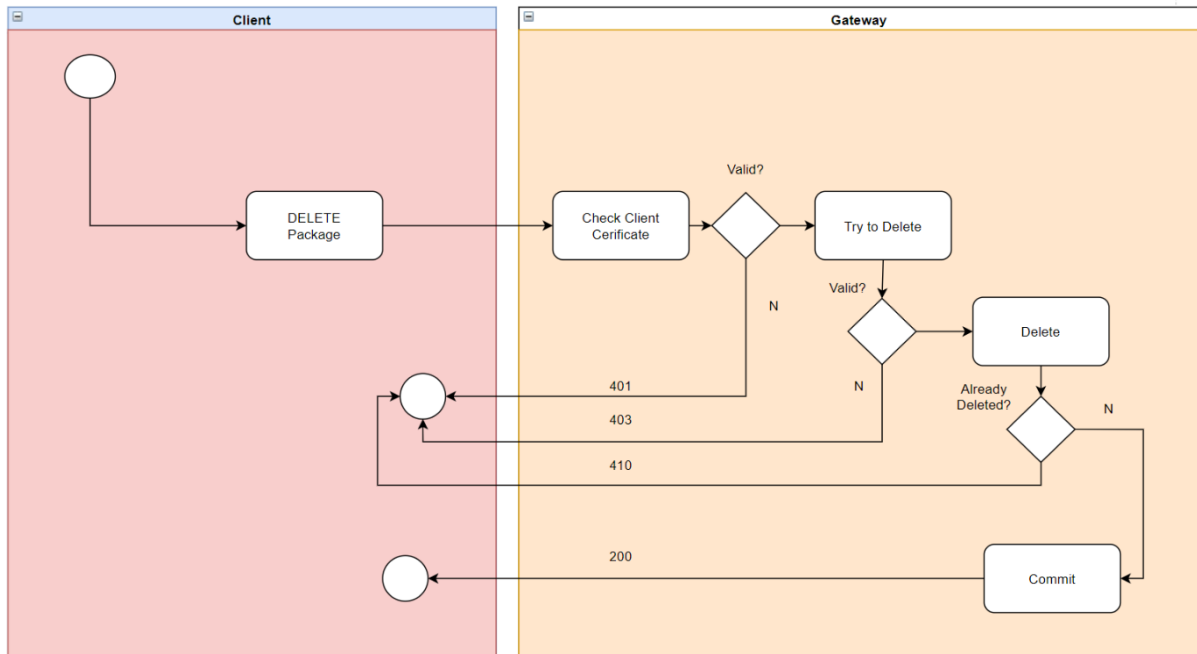 Client
Gateway
Valid?
DELETE
Package
Check Client
Cerificate
Try to Delete
Valid?
N
Delete
401
N
Already
Deleted?
N
403
410
200
Commit